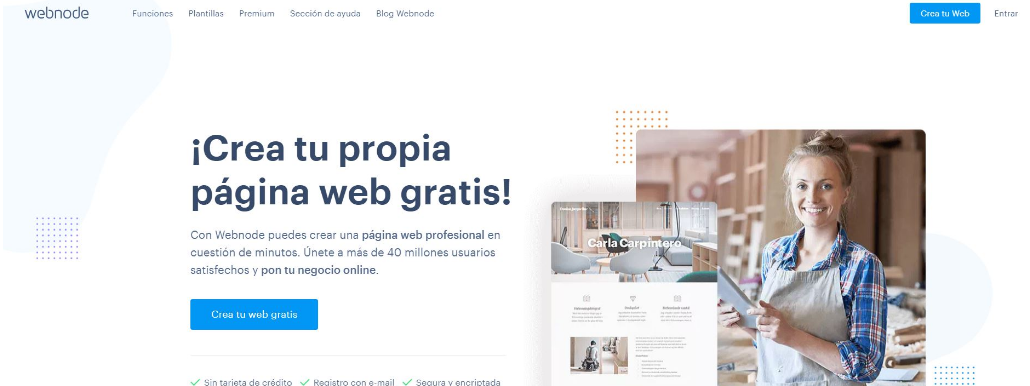 webnode
Funciones
Plantillas
Premium
Sección de ayuda
Blog Webnode
Crea tu Web
Entrar
¡Crea tu propia
página web gratis!
Con Webnode puedes crear una página web profesional en
cuestión de minutos. Únete a más de 40 millones usuarios
satisfechos y pon tu negocio online.
Crea tu web gratis
Sin tarjeta de crédito
Registro con e-mail
Segura y encriptada
Carla Carpintero